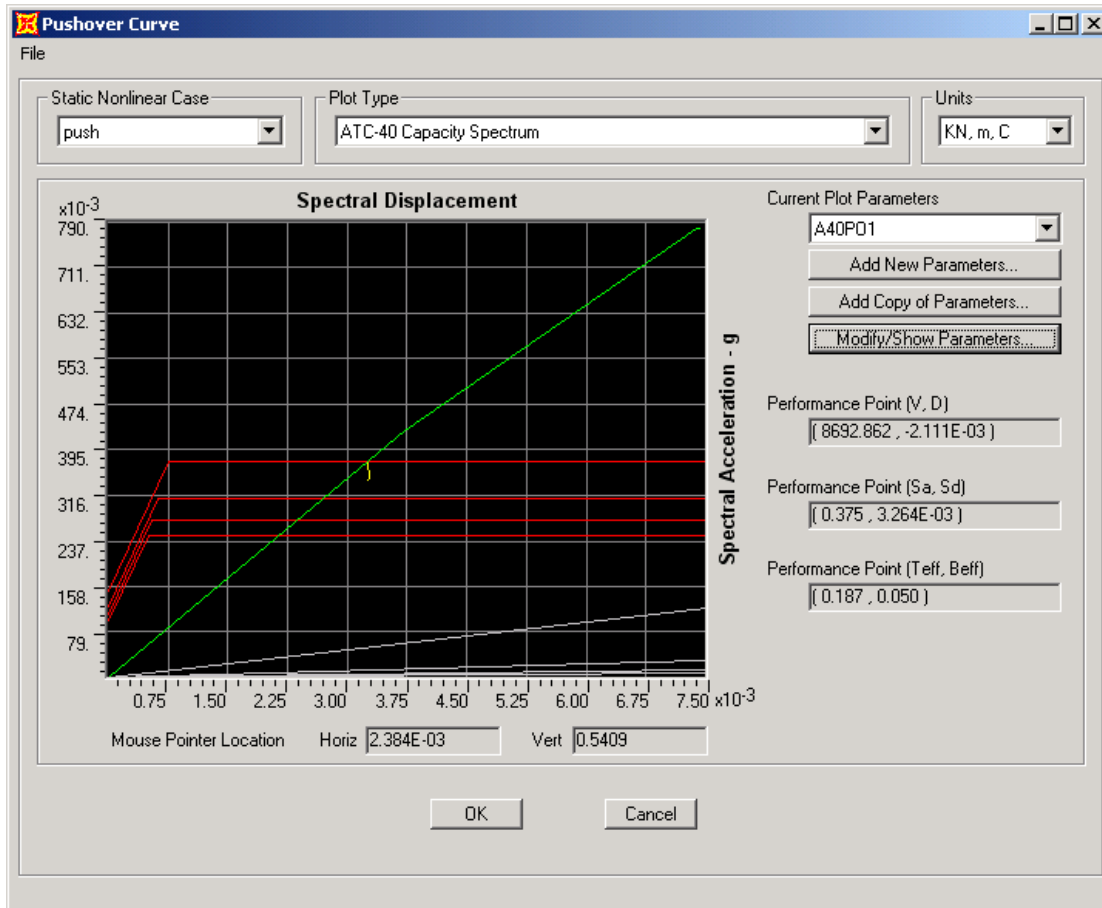 Pushover Curve
File
Static Nonlinear Case
push
Plot Type
ATC-40 Capacity Spectrum
Units
KN, m, C
Spectral Displacement
x10-3
790.
711.
632.
553.
474.
395.
316.
237.
158.
79.
0.75 1.50 2.25 3.00 3.75 4.50 5.25 6.00 6.75 7.50 x10-3
Spectral Acceleration - g
Mouse Pointer Location Horiz 2.384E-03 Vert 0.5409
Current Plot Parameters
A40PO1
Add New Parameters...
Add Copy of Parameters...
Modify/Show Parameters...
Performance Point (V, D)
( 8692.862 , -2.111E-03 )
Performance Point (Sa, Sd)
( 0.375 , 3.264E-03 )
Performance Point (Teff, Beff)
( 0.187 , 0.050 )
OK
Cancel